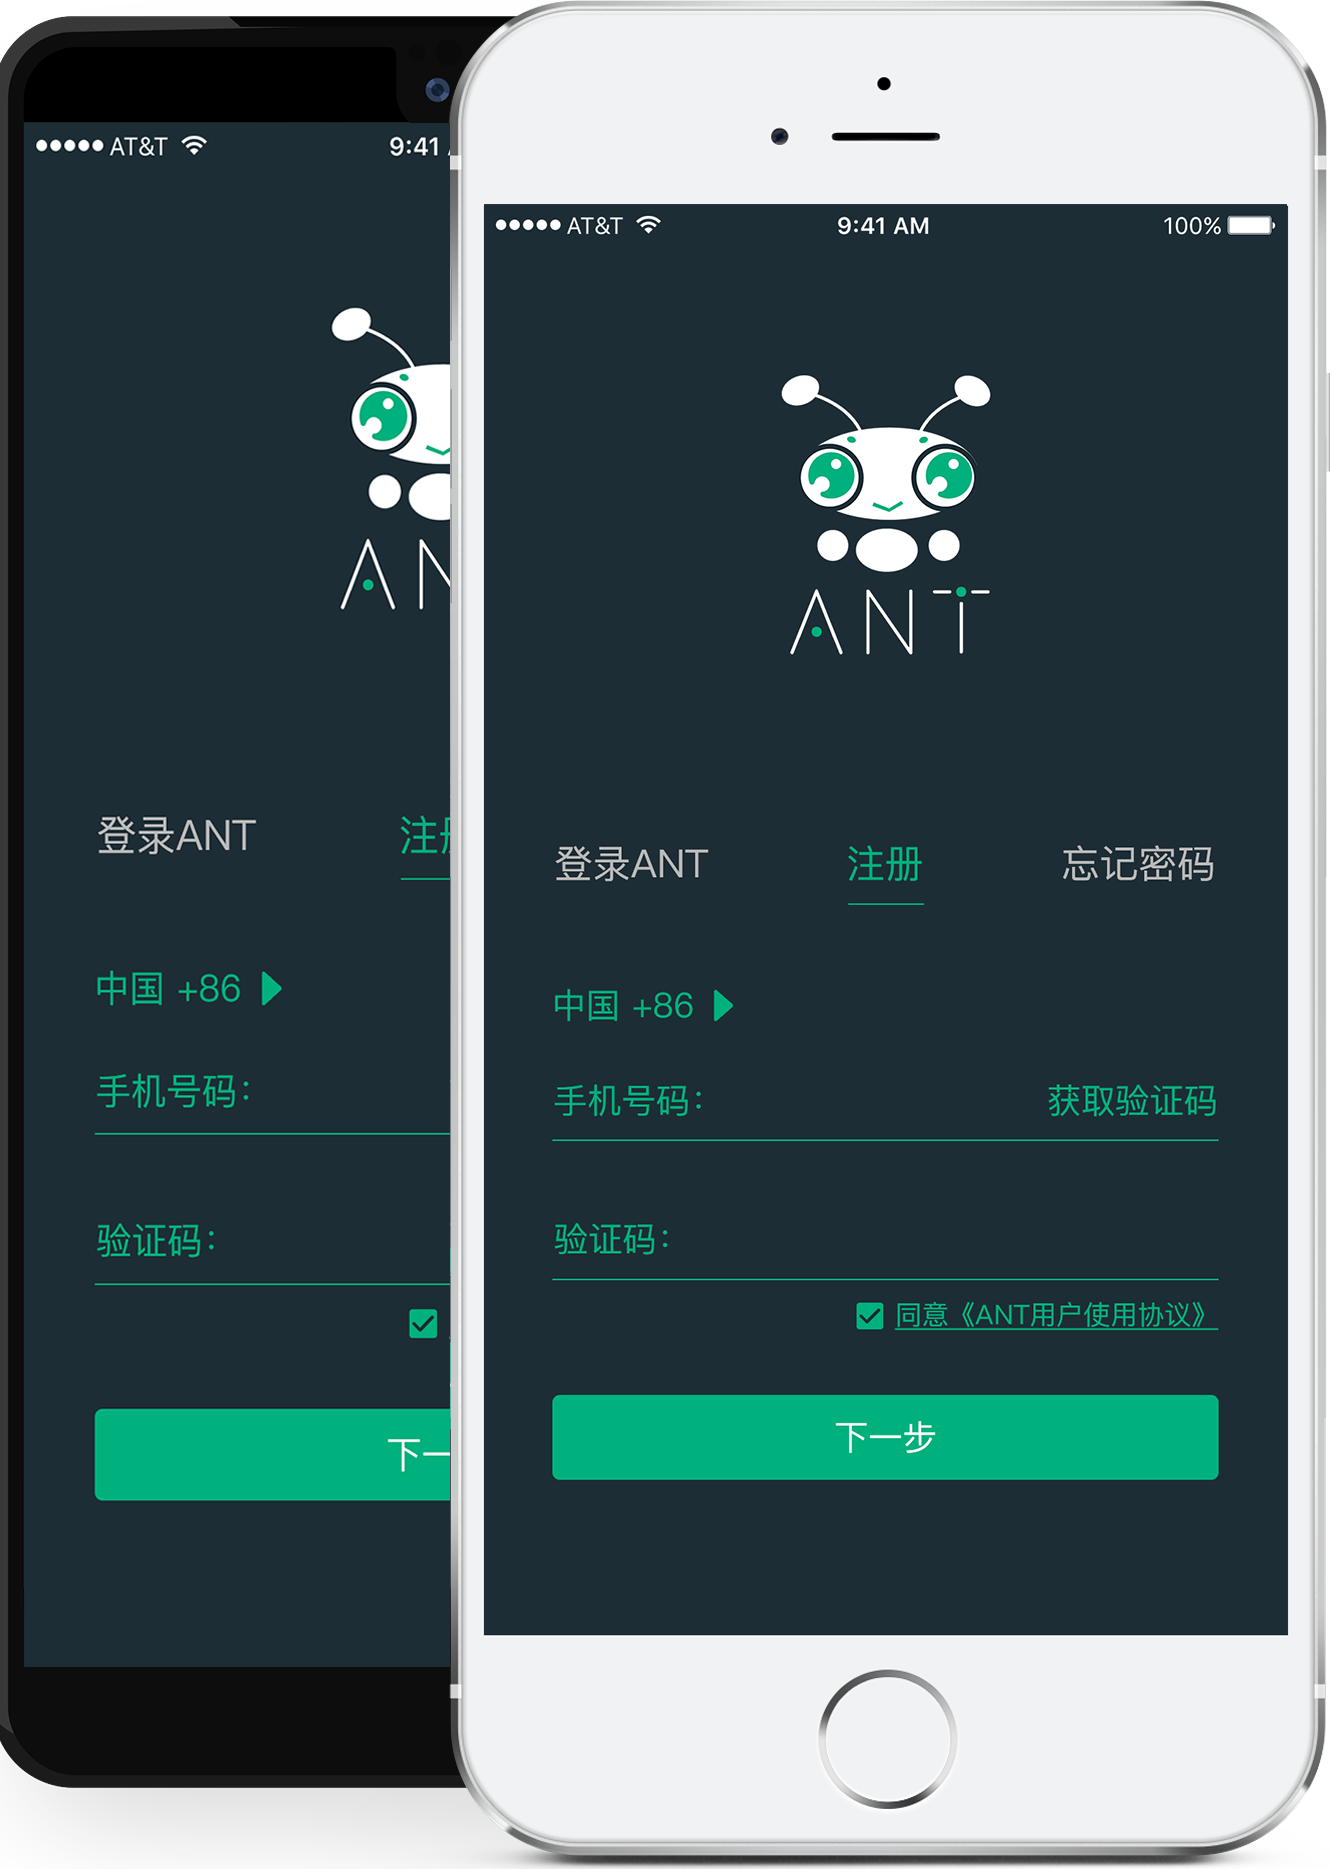 AT&T
9:41
AN
登录ANT
注册
中国 +86
手机号码：
验证码：
下一
AT&T
9:41 AM
100%
ANT
登录ANT
注册
忘记密码
中国 +86
手机号码：
获取验证码
验证码：
同意《ANT用户使用协议》
下一步